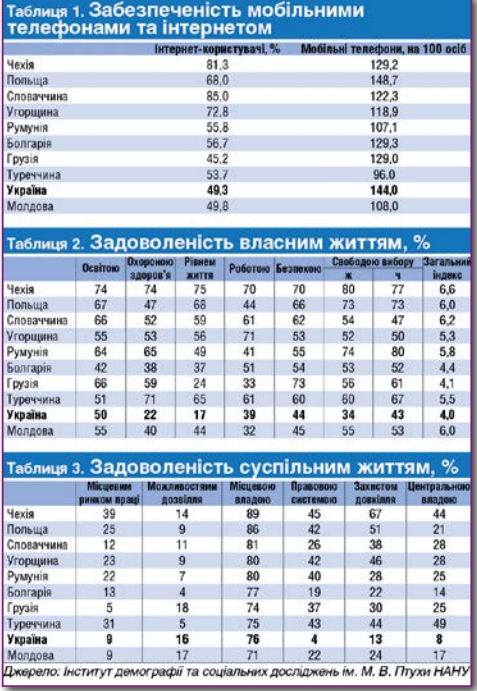 Таблиця 1. Забезпеченість мобільними
телефонами та інтернетом
Інтернет-користувачі, % Мобільні телефони, на 100 осіб
Чехія 81,3 129,2
Польща 68,0 148,7
Словаччина 85,0 122,3
Угорщина 72,8 118,9
Румунія 55,8 107,1
Болгарія 56,7 129,3
Грузія 45,2 129,0
Туреччина 53,7 96.0
Україна 49,3 144,0
Молдова 49,8 108,0
Таблиця 2. Задоволеність власним життям, %
Освітою Охороною здоров'я Рівнем життя Роботою Безпекою Свободою вибору Загальний індекс
ж ч
Чехія 74 74 75 70 70 80 77 6,6
Польща 67 47 68 44 66 73 73 6,0
Словаччина 66 52 59 61 62 54 47 6,2
Угорщина 55 53 56 71 53 52 50 5,3
Румунія 64 65 49 41 55 74 80 5,8
Болгарія 42 38 37 51 54 53 52 4,4
Грузія 66 59 24 33 73 56 61 4,1
Туреччина 51 71 65 61 60 60 67 5,5
Україна 50 22 17 39 44 34 43 4,0
Молдова 55 40 44 32 45 55 53 6,0
Таблиця 3. Задоволеність суспільним життям, %
Місцевим ринком праці Можливостями дозвілля Місцевою владою Правовою системою Захистом довкілля Центральною владою
Чехія 39 14 89 45 67 44
Польща 25 9 86 42 51 21
Словаччина 12 11 81 26 38 28
Угорщина 23 9 80 42 46 28
Румунія 22 7 80 40 28 25
Болгарія 13 4 77 19 22 14
Грузія 5 18 74 37 30 25
Туреччина 31 5 75 43 44 49
Україна 9 16 76 4 13 8
Молдова 9 17 71 22 24 17
Джерело: Інститут демографії та соціальних досліджень ім. М. В. Птухи НАНУ